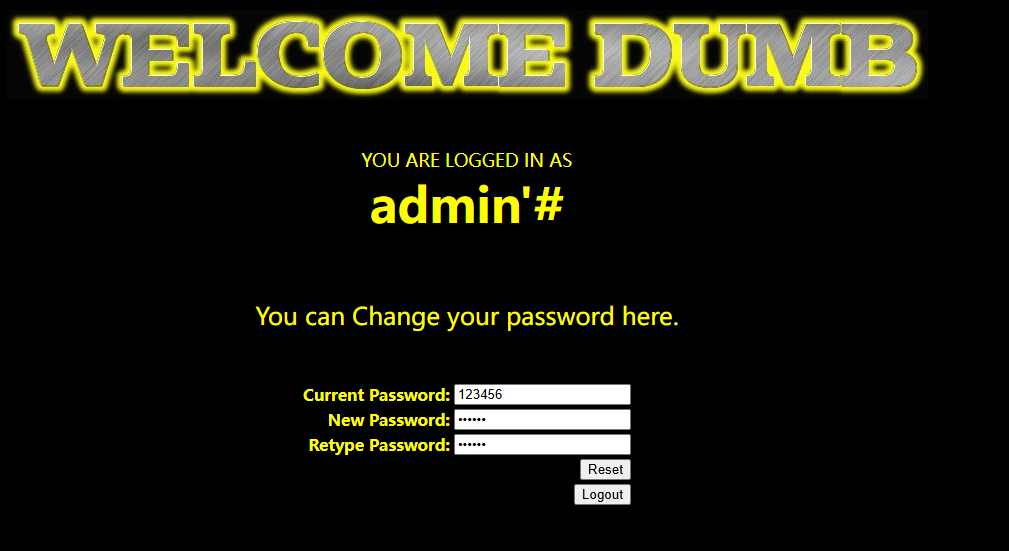 WELCOME DUMB
YOU ARE LOGGED IN AS
admin'#
You can Change your password here.
Current Password: 123456
New Password: ••••••
Retype Password: ••••••
Reset
Logout